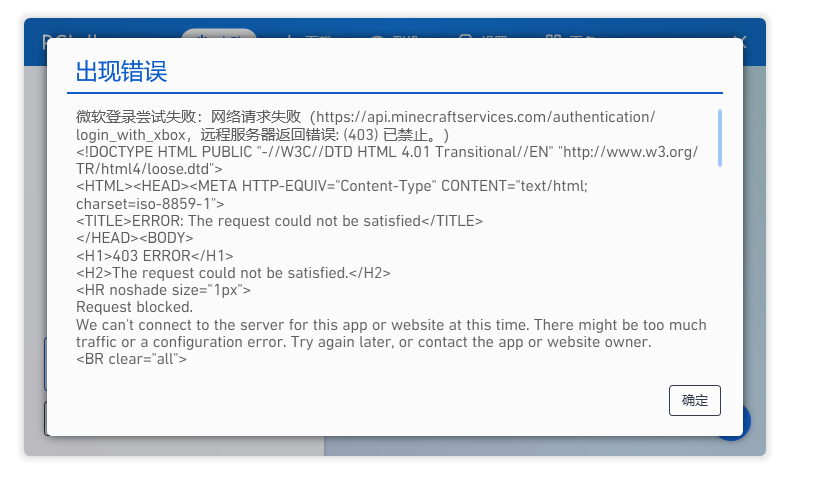 出现错误
微软登录尝试失败：网络请求失败（https://api.minecraftservices.com/authentication/
login_with_xbox，远程服务器返回错误: (403) 已禁止。)
<!DOCTYPE HTML PUBLIC "-//W3C//DTD HTML 4.01 Transitional//EN" "http://www.w3.org/
TR/html4/loose.dtd">
<HTML><HEAD><META HTTP-EQUIV="Content-Type" CONTENT="text/html;
charset=iso-8859-1">
<TITLE>ERROR: The request could not be satisfied</TITLE>
</HEAD><BODY>
<H1>403 ERROR</H1>
<H2>The request could not be satisfied.</H2>
<HR noshade size="1px">
Request blocked.
We can't connect to the server for this app or website at this time. There might be too much
traffic or a configuration error. Try again later, or contact the app or website owner.
<BR clear="all">
确定